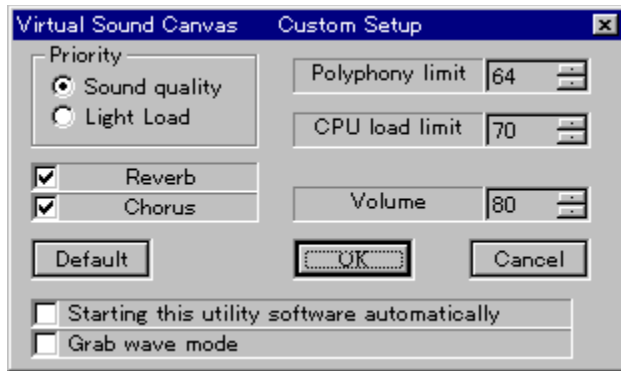 Virtual Sound Canvas Custom Setup
Priority
Sound quality
Light Load
Polyphony limit 64
CPU load limit 70
Reverb
Chorus
Volume 80
Default
OK
Cancel
Starting this utility software automatically
Grab wave mode